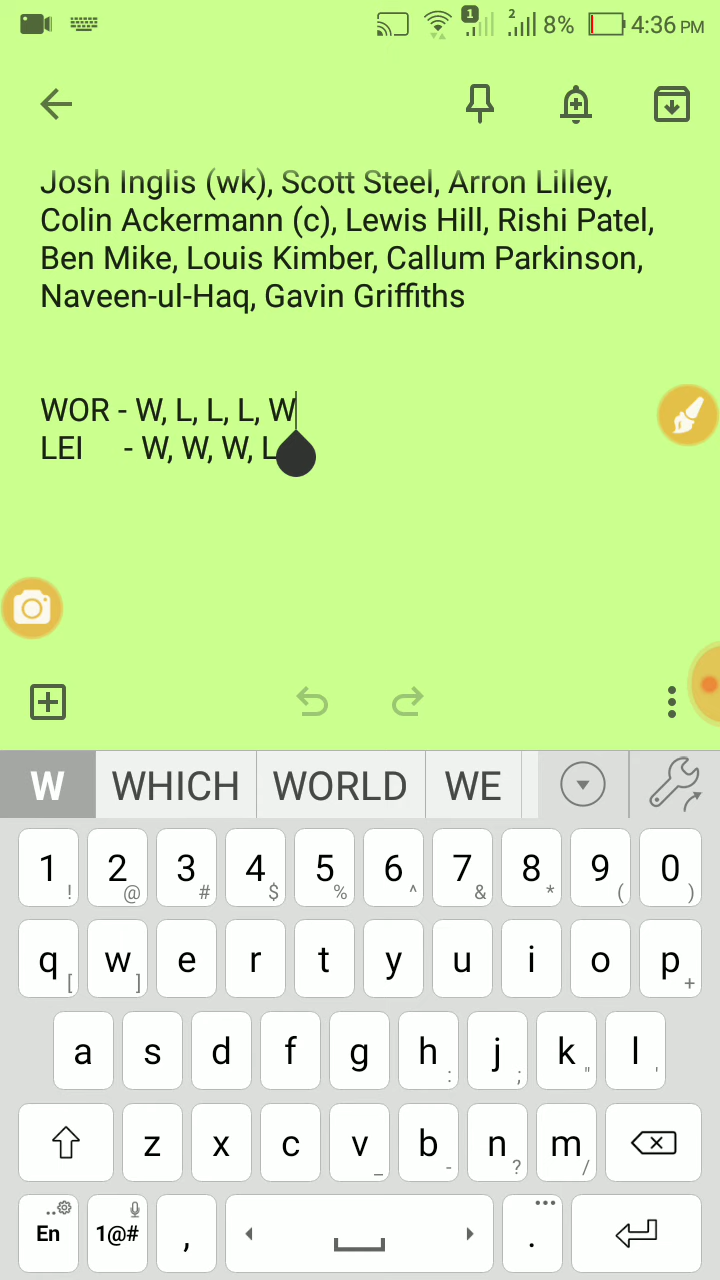 1 2 8% 4:36 PM
Josh Inglis (wk), Scott Steel, Arron Lilley,
Colin Ackermann (c), Lewis Hill, Rishi Patel,
Ben Mike, Louis Kimber, Callum Parkinson,
Naveen-ul-Haq, Gavin Griffiths
WOR - W, L, L, L, W
LEI - W, W, W, L
W WHICH WORLD WE
1 ! 2 @ 3 # 4 $ 5 % 6 ^ 7 & 8 * 9 ( 0 )
q [ w ] e r t y u i o p +
a s d f g h : j ; k " l '
z x c v _ b - n ? m /
En 1@# , .